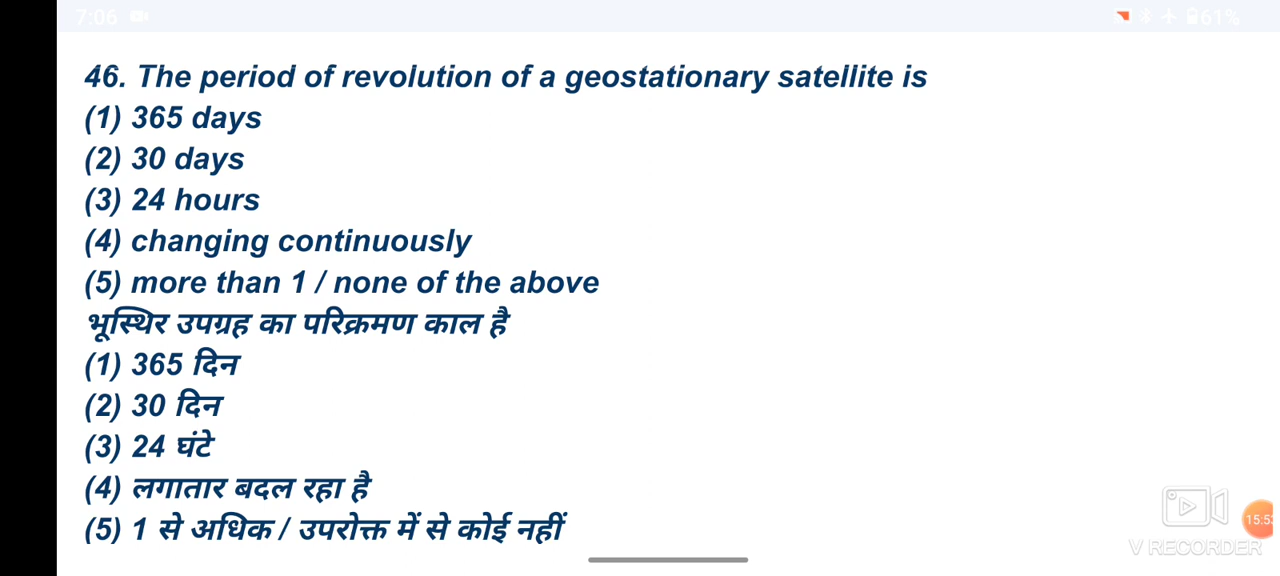 7:06
61%
46. The period of revolution of a geostationary satellite is
(1) 365 days
(2) 30 days
(3) 24 hours
(4) changing continuously
(5) more than 1 / none of the above
भूस्थिर उपग्रह का परिक्रमण काल है
(1) 365 दिन
(2) 30 दिन
(3) 24 घंटे
(4) लगातार बदल रहा है
(5) 1 से अधिक / उपरोक्त में से कोई नहीं
15:53
V RECORDER